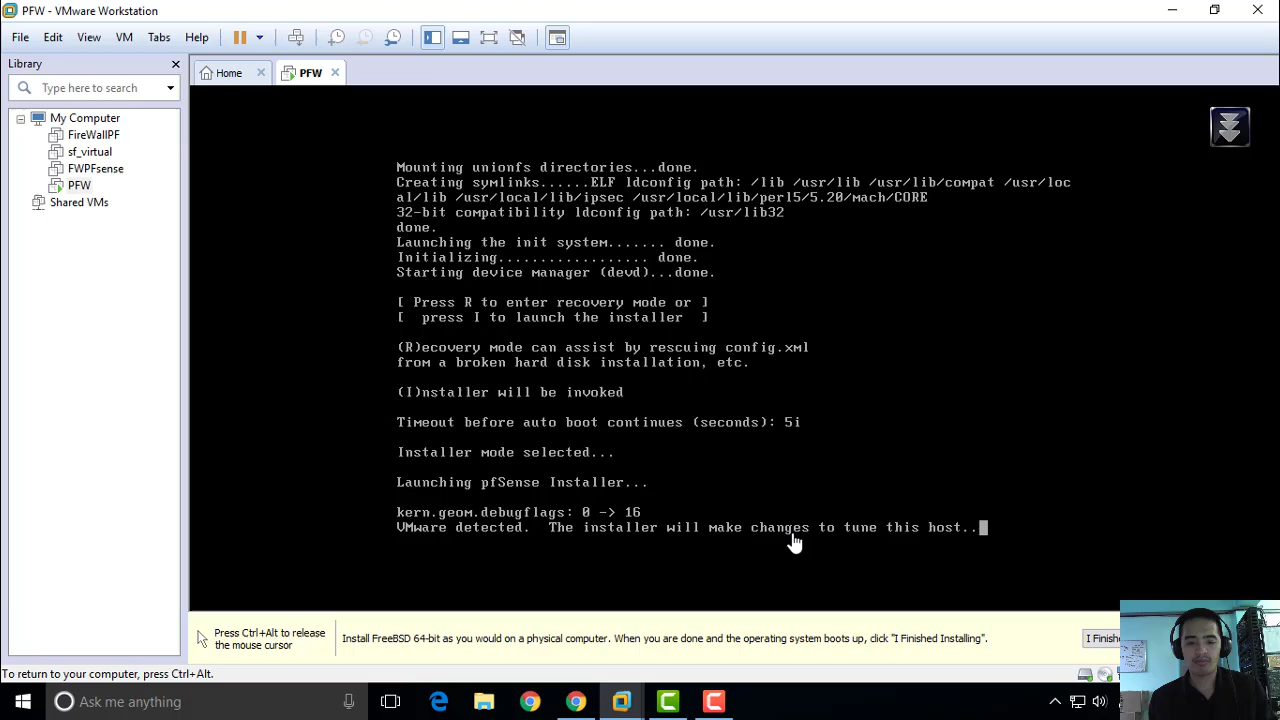 PFW - VMware Workstation
File Edit View VM Tabs Help
Library
Type here to search
My Computer
FireWallPF
sf_virtual
FWPFsense
PFW
Shared VMs
Home
PFW
Mounting unionfs directories...done.
Creating symlinks......ELF ldconfig path: /lib /usr/lib /usr/lib/compat /usr/loc
al/lib /usr/local/lib/ipsec /usr/local/lib/perl5/5.20/mach/CORE
32-bit compatibility ldconfig path: /usr/lib32
done.
Launching the init system....... done.
Initializing.................. done.
Starting device manager (devd)...done.
[ Press R to enter recovery mode or ]
[  press I to launch the installer  ]
(R)ecovery mode can assist by rescuing config.xml
from a broken hard disk installation, etc.
(I)nstaller will be invoked
Timeout before auto boot continues (seconds): 5i
Installer mode selected...
Launching pfSense Installer...
kern.geom.debugflags: 0 -> 16
VMware detected.  The installer will make changes to tune this host..
Press Ctrl+Alt to release
the mouse cursor
Install FreeBSD 64-bit as you would on a physical computer. When you are done and the operating system boots up, click "I Finished Installing".
I Finish
To return to your computer, press Ctrl+Alt.
Ask me anything